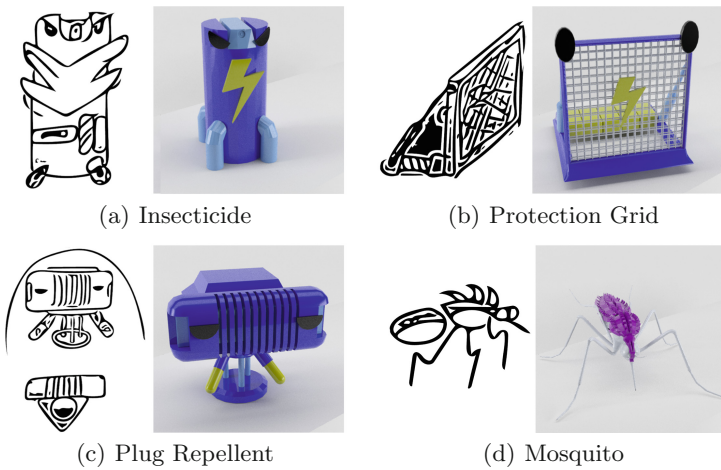 (a) Insecticide
(b) Protection Grid
(c) Plug Repellent
(d) Mosquito